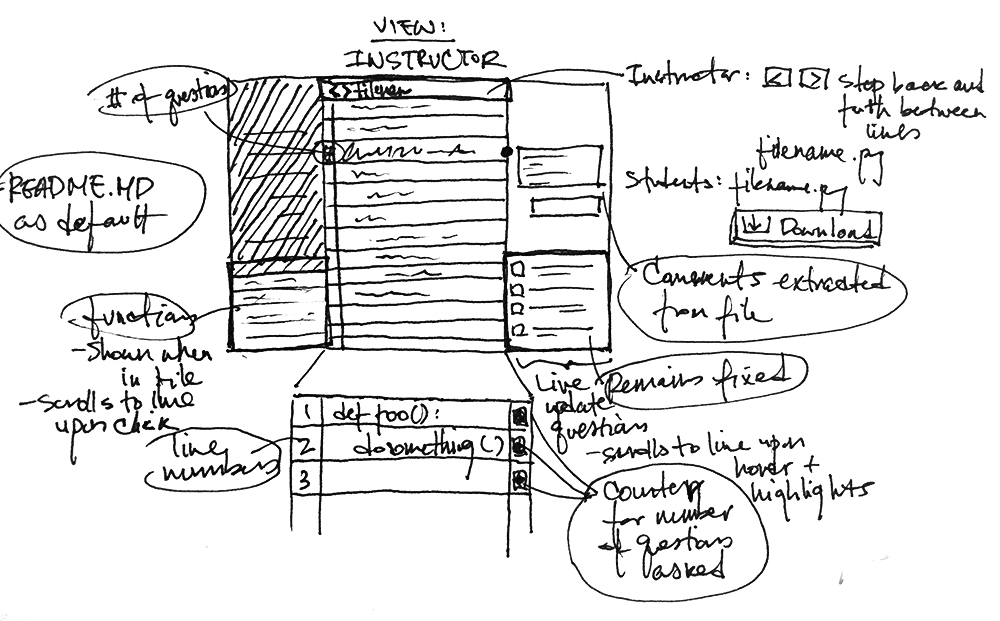 VIEW:
INSTRUCTOR
# of questions
<> filename
Instructor: < > step back and
forth between
lines
filename.py
Students: filename.py
Download
README.MD
as default
Comments extracted
from file
functions
- shown when
in file
- scrolls to line
upon click
Remains fixed
Live
update
questions
- scrolls to line upon
hover +
highlights
line
numbers
1 def foo():
2 dosomething()
3
Counter
for number
of questions
asked